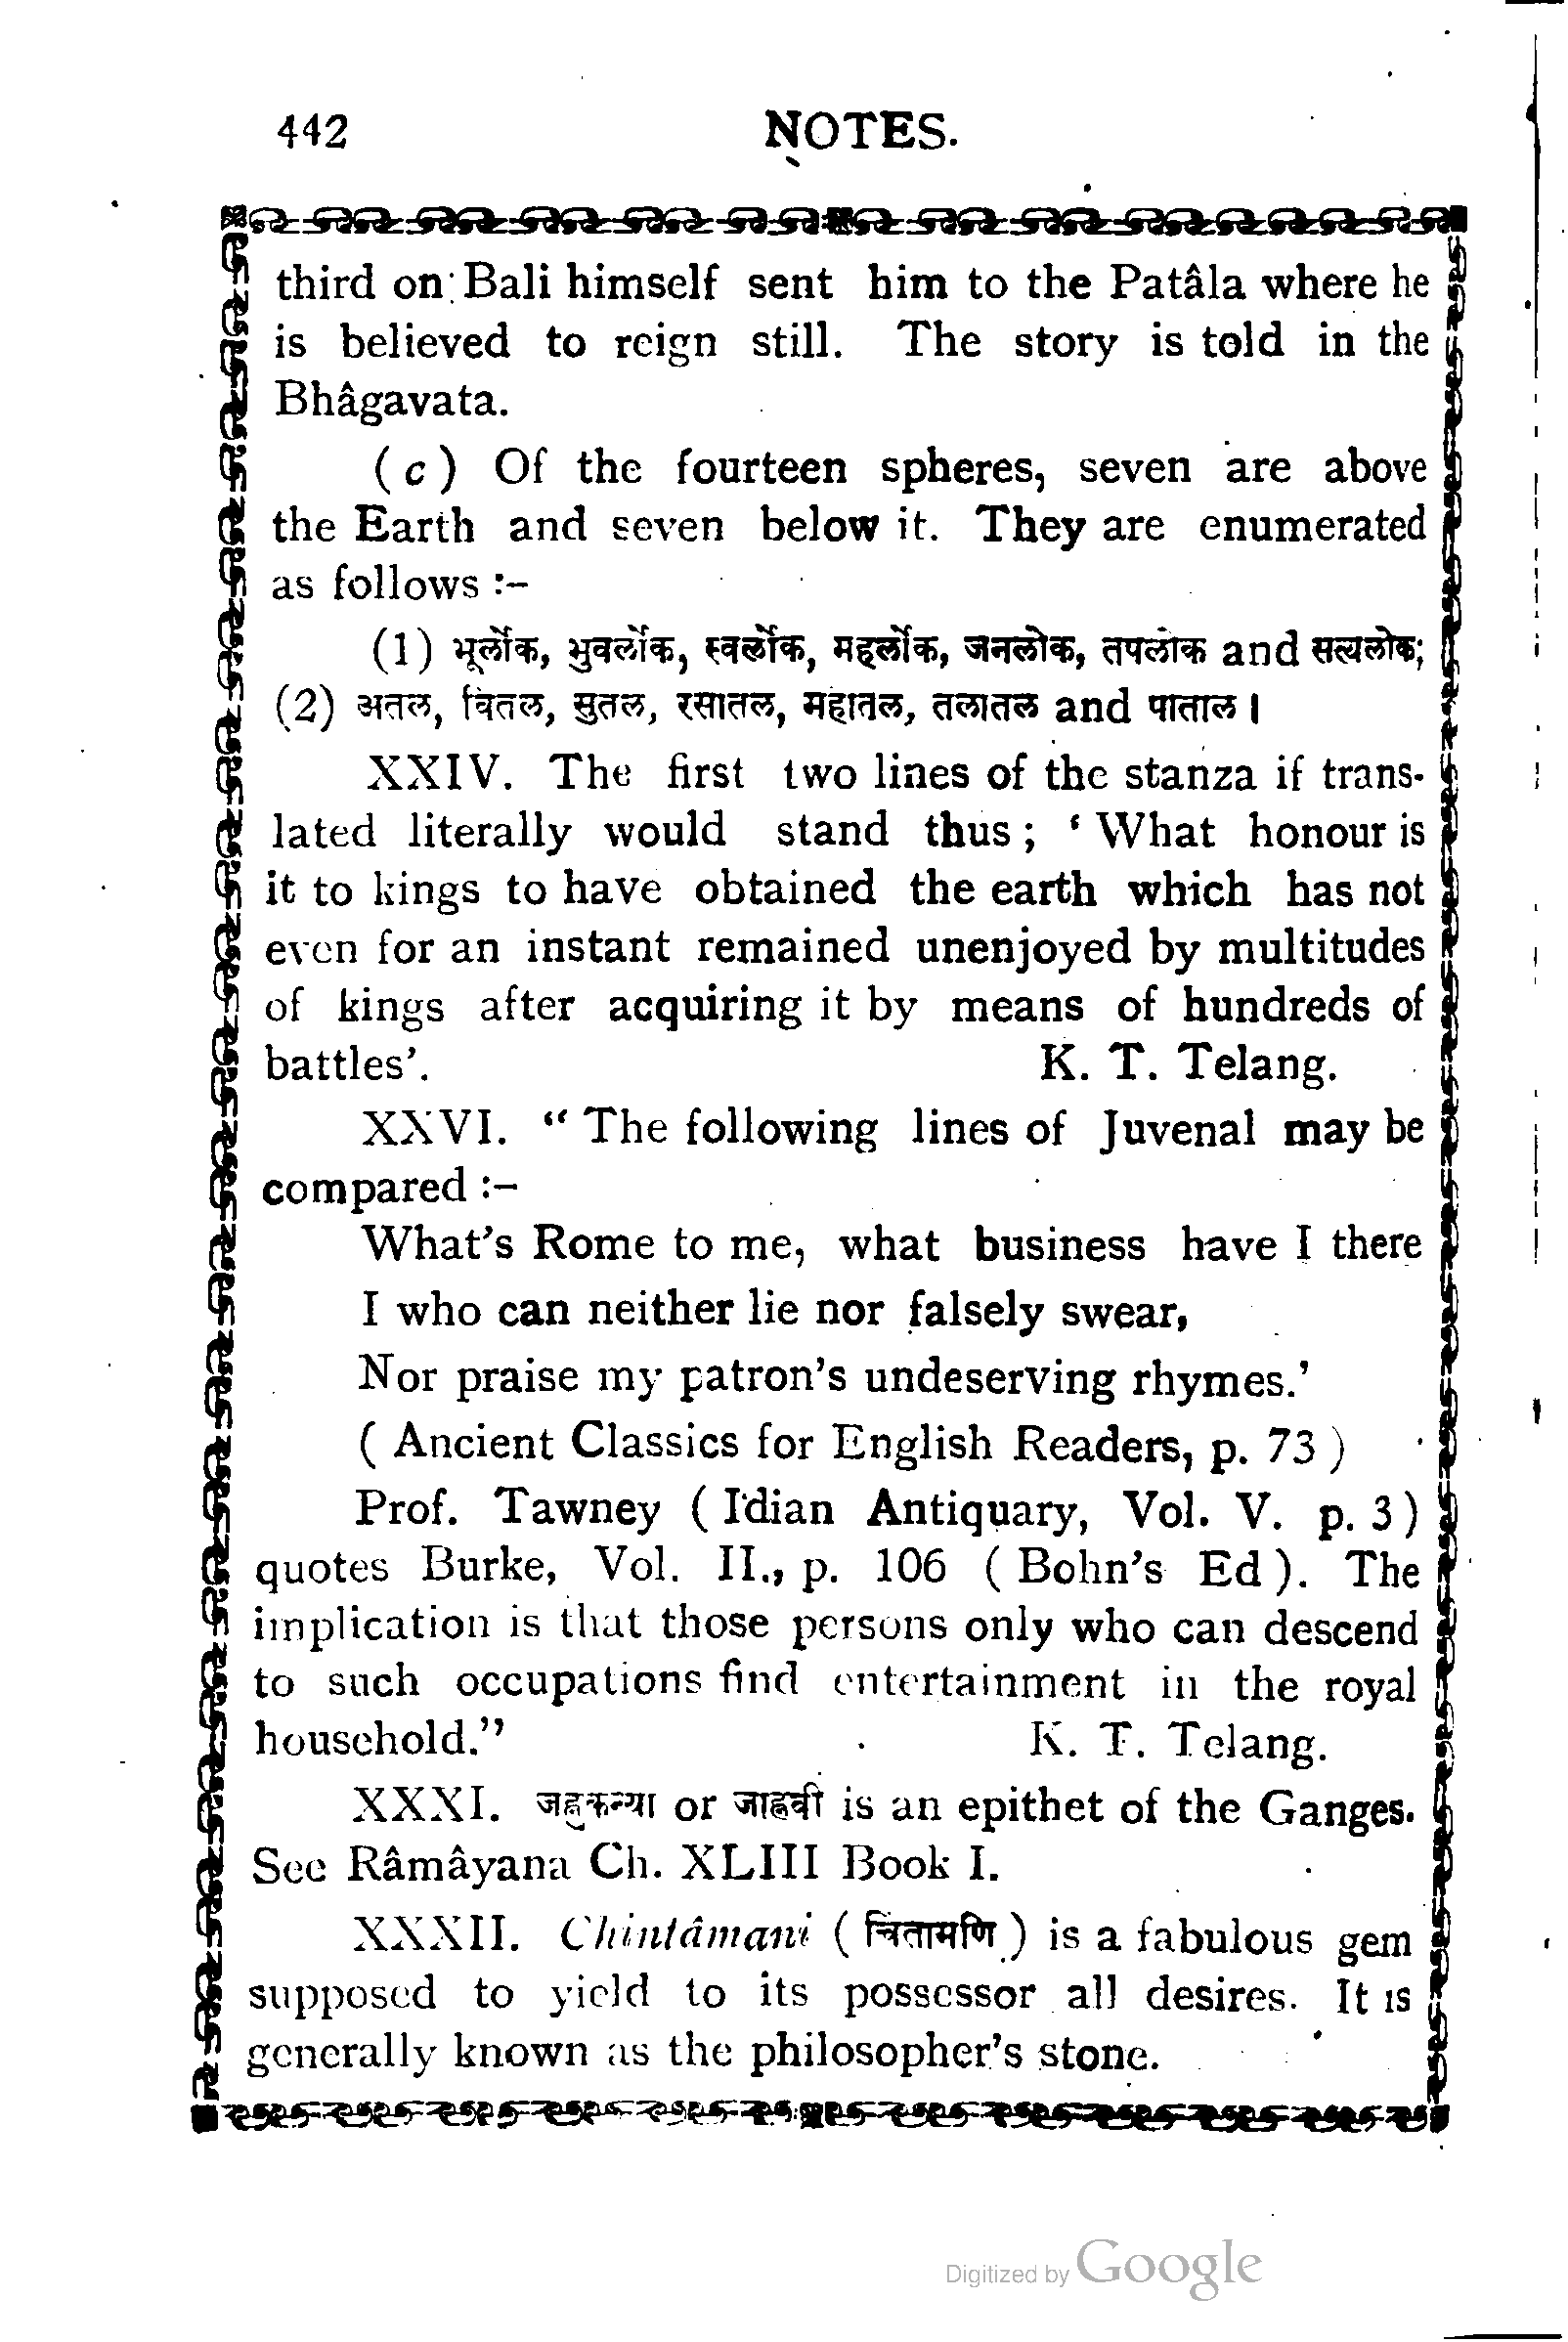 442 NOTES.
third on Bali himself sent him to the Patâla where he
is believed to reign still. The story is told in the
Bhâgavata.
( c ) Of the fourteen spheres, seven are above
the Earth and seven below it. They are enumerated
as follows :-
(1) भूर्लोक, भुवर्लोक, स्वर्लोक, महर्लोक, जनलोक, तपलोक and सत्यलोक;
(2) अतल, वितल, सुतल, रसातल, महातल, तलातल and पाताल ।
XXIV. The first two lines of the stanza if trans-
lated literally would stand thus ; ‘ What honour is
it to kings to have obtained the earth which has not
even for an instant remained unenjoyed by multitudes
of kings after acquiring it by means of hundreds of
battles’. K. T. Telang.
XXVI. “ The following lines of Juvenal may be
compared :-
What’s Rome to me, what business have I there
I who can neither lie nor falsely swear,
Nor praise my patron’s undeserving rhymes.’
( Ancient Classics for English Readers, p. 73 )
Prof. Tawney ( I'dian Antiquary, Vol. V. p. 3 )
quotes Burke, Vol. II., p. 106 ( Bohn’s Ed ). The
implication is that those persons only who can descend
to such occupations find entertainment in the royal
household.” K. T. Telang.
XXXI. जह्नुकन्या or जाह्नवी is an epithet of the Ganges.
See Râmâyana Ch. XLIII Book I.
XXXII. Chintâmani ( चिंतामणि ) is a fabulous gem
supposed to yield to its possessor all desires. It is
generally known as the philosopher’s stone.
Digitized by Google